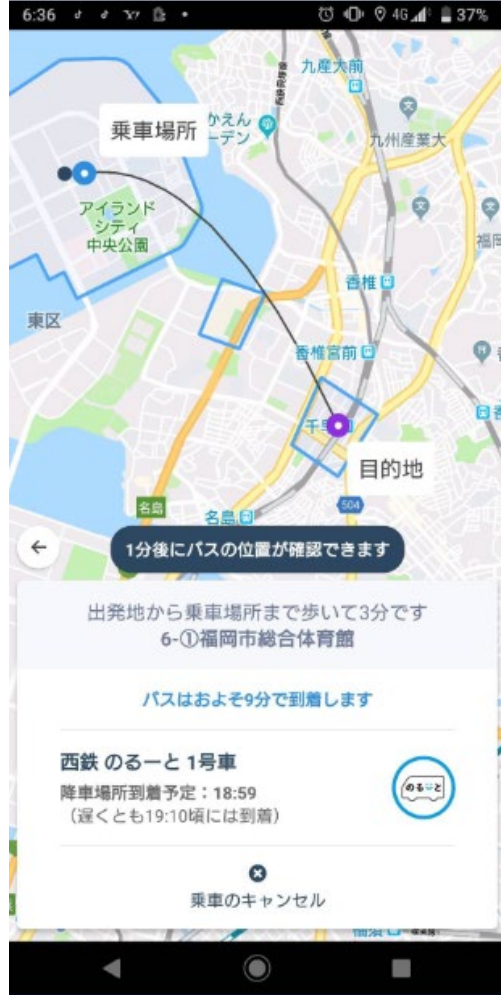 6:36
4G
37%
九産大前
乗車場所
かえん
ーデン
九州産業大
アイランド
シティ
中央公園
福岡
香椎
東区
香椎宮前
目的地
504
名島
名島
1分後にバスの位置が確認できます
出発地から乗車場所まで歩いて3分です
6-①福岡市総合体育館
バスはおよそ9分で到着します
西鉄 のるーと 1号車
降車場所到着予定：18:59
（遅くとも19:10頃には到着）
のるーと
乗車のキャンセル